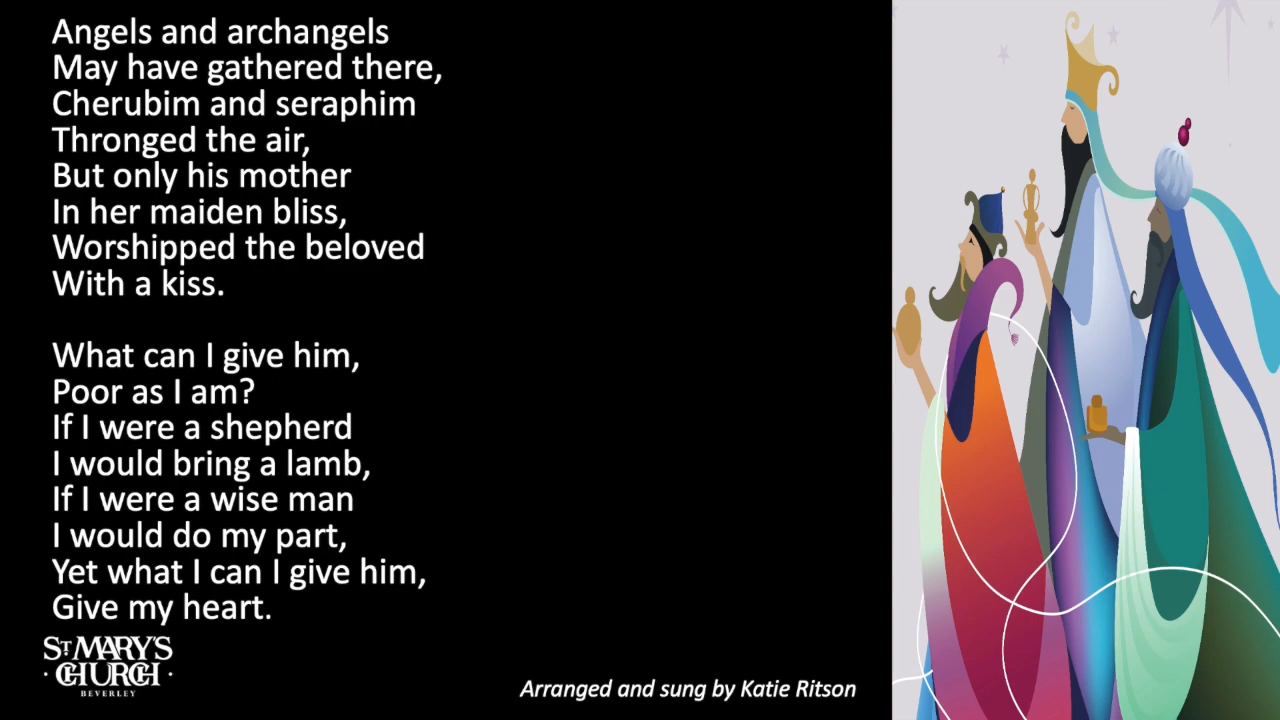 Angels and archangels
May have gathered there,
Cherubim and seraphim
Thronged the air,
But only his mother
In her maiden bliss,
Worshipped the beloved
With a kiss.
What can I give him,
Poor as I am?
If I were a shepherd
I would bring a lamb,
If I were a wise man
I would do my part,
Yet what I can I give him,
Give my heart.
ST MARY'S
· CHURCH ·
BEVERLEY
Arranged and sung by Katie Ritson